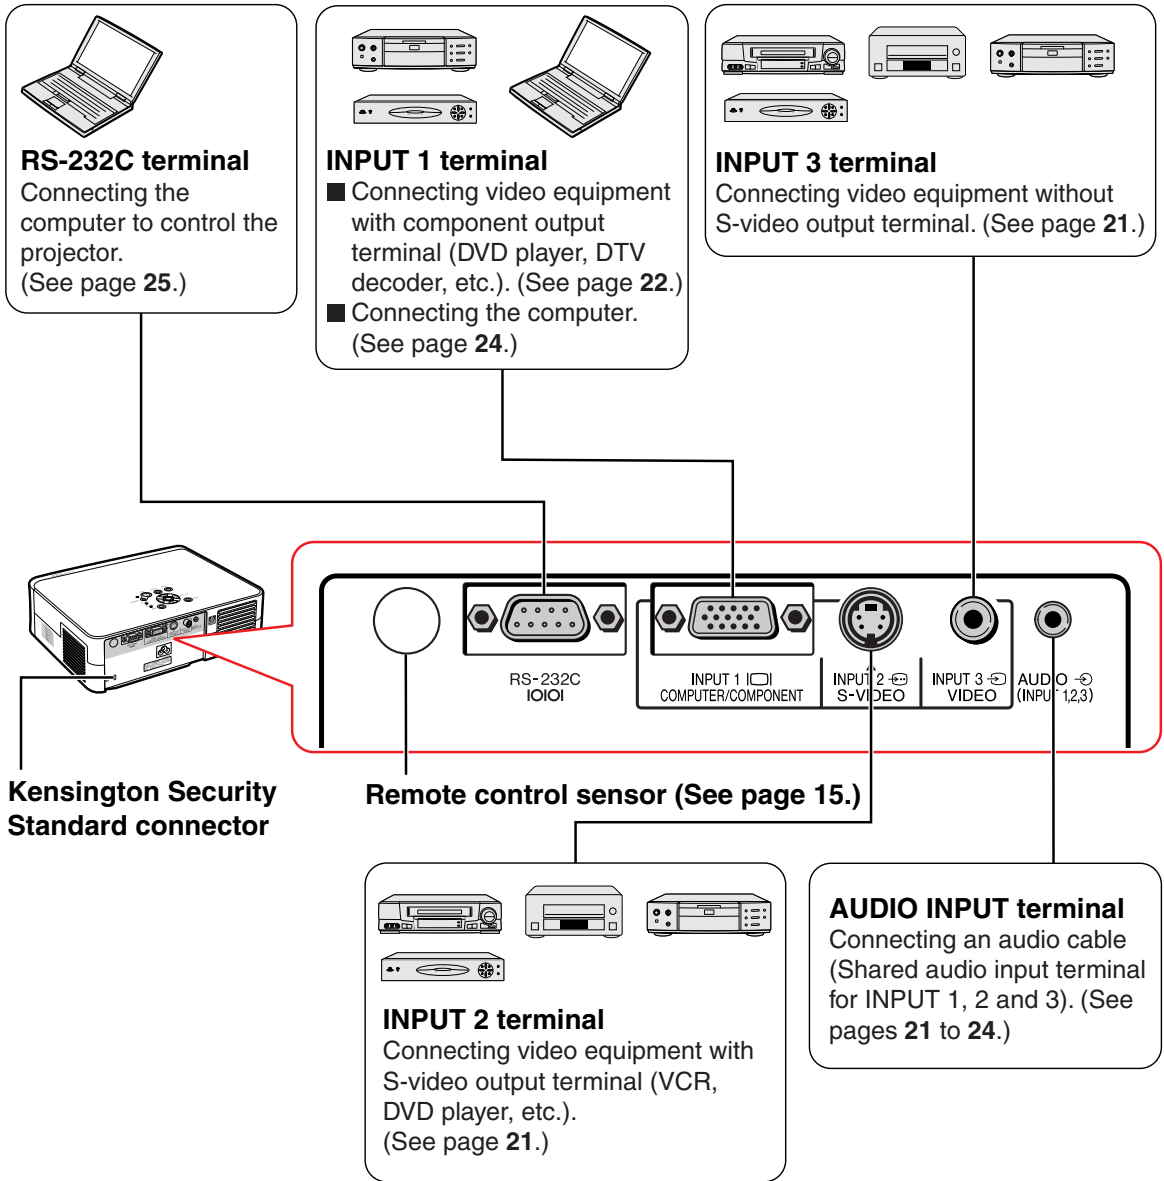 RS-232C terminal
Connecting the
computer to control the
projector.
(See page 25.)
INPUT 1 terminal
■ Connecting video equipment
with component output
terminal (DVD player, DTV
decoder, etc.). (See page 22.)
■ Connecting the computer.
(See page 24.)
INPUT 3 terminal
Connecting video equipment without
S-video output terminal. (See page 21.)
RS-232C
IOIOI
INPUT 1
COMPUTER/COMPONENT
INPUT 2
S-VIDEO
INPUT 3
VIDEO
AUDIO
(INPUT 1,2,3)
Kensington Security
Standard connector
Remote control sensor (See page 15.)
INPUT 2 terminal
Connecting video equipment with
S-video output terminal (VCR,
DVD player, etc.).
(See page 21.)
AUDIO INPUT terminal
Connecting an audio cable
(Shared audio input terminal
for INPUT 1, 2 and 3). (See
pages 21 to 24.)